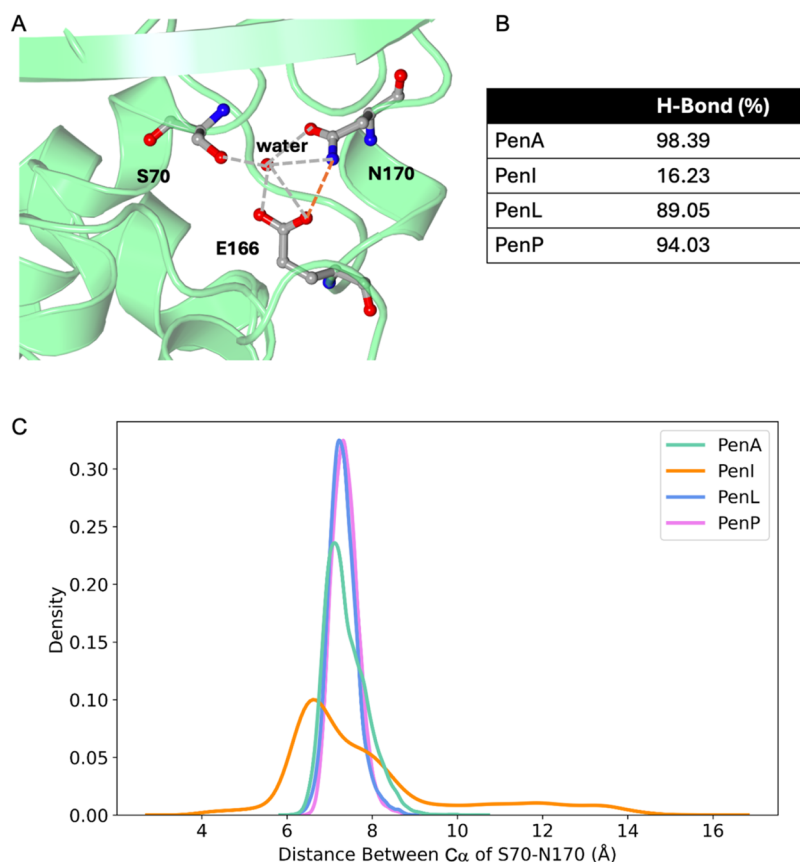 A
water
S70
N170
E166
B
H-Bond (%)
PenA 98.39
PenI 16.23
PenL 89.05
PenP 94.03
C
PenA
PenI
PenL
PenP
0.30
0.25
0.20
0.15
0.10
0.05
0.00
Density
4 6 8 10 12 14 16
Distance Between Cα of S70-N170 (Å)